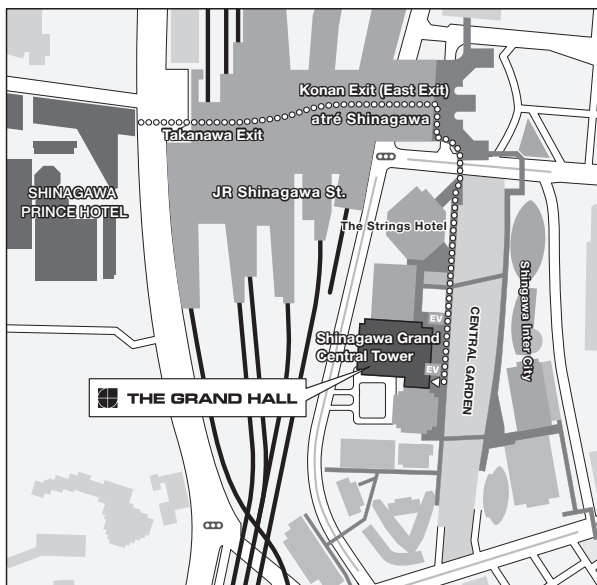 Konan Exit (East Exit)
atré Shinagawa
Takanawa Exit
SHINAGAWA
PRINCE HOTEL
JR Shinagawa St.
The Strings Hotel
EV
Shinagawa Grand
Central Tower
EV
CENTRAL GARDEN
Shingawa Inter City
THE GRAND HALL